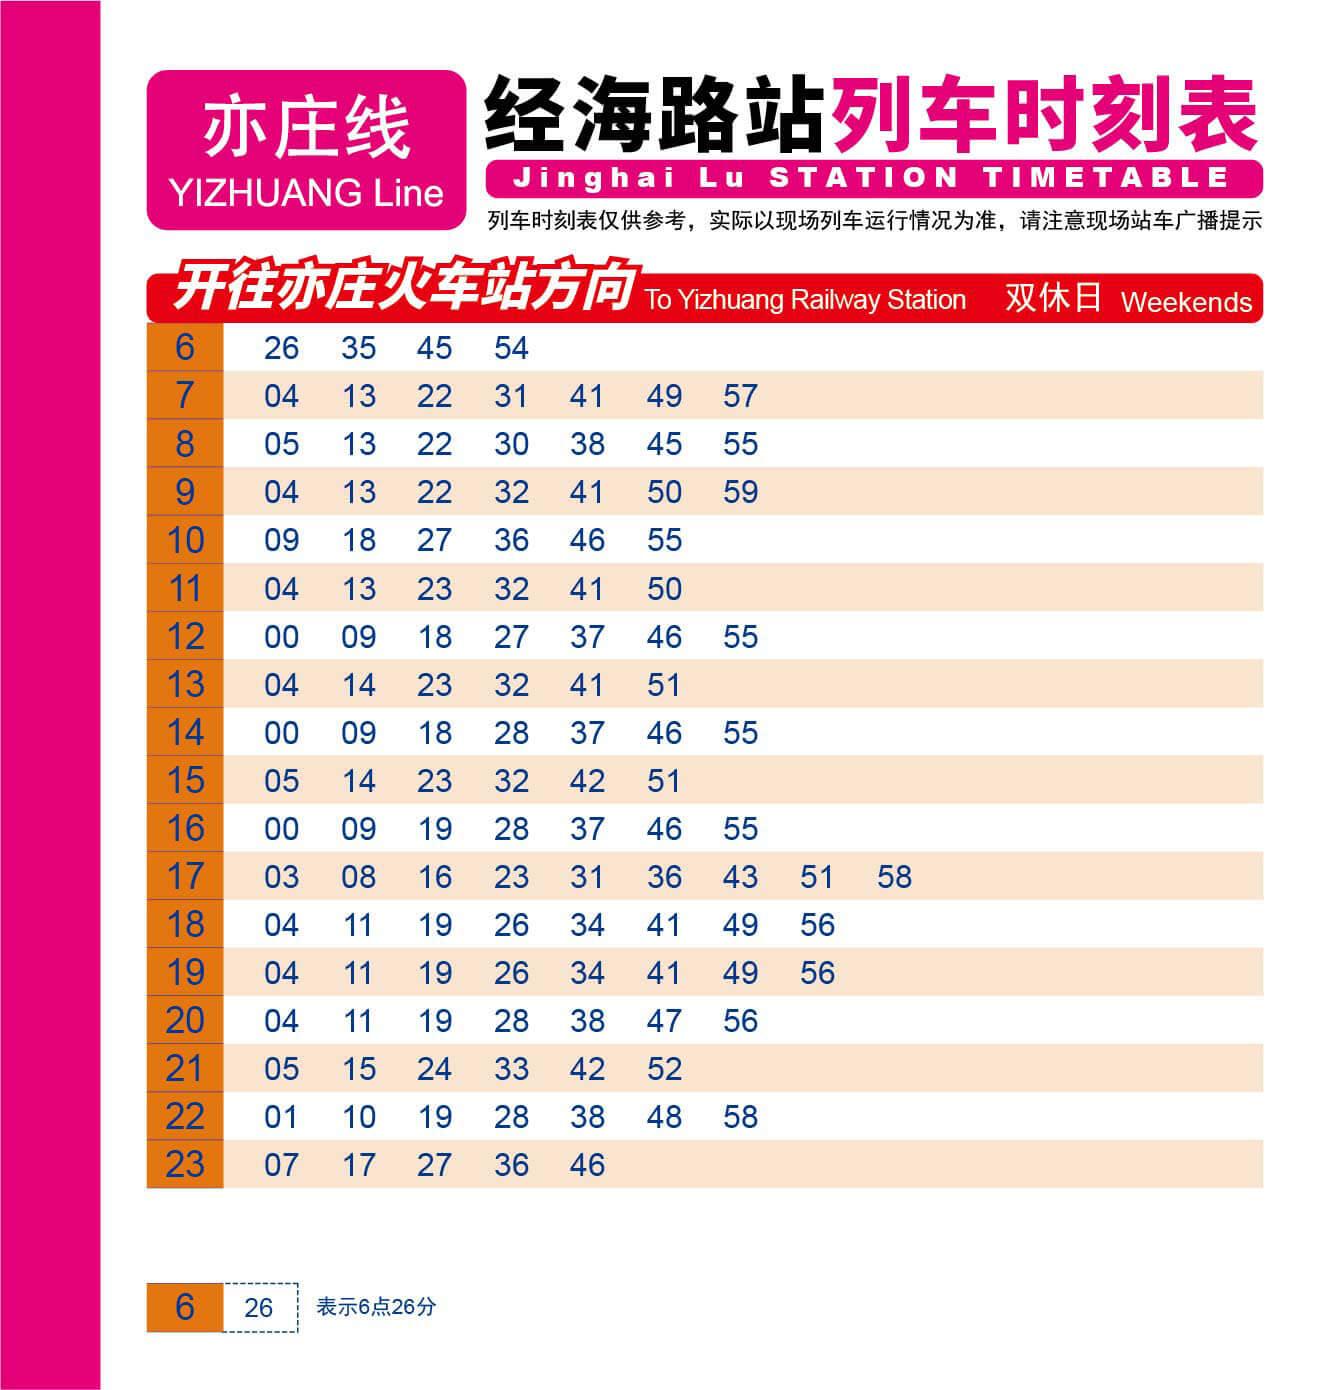 亦庄线
YIZHUANG Line
经海路站列车时刻表
Jinghai Lu STATION TIMETABLE
列车时刻表仅供参考，实际以现场列车运行情况为准，请注意现场站车广播提示
开往亦庄火车站方向 To Yizhuang Railway Station 双休日 Weekends
6 26 35 45 54
7 04 13 22 31 41 49 57
8 05 13 22 30 38 45 55
9 04 13 22 32 41 50 59
10 09 18 27 36 46 55
11 04 13 23 32 41 50
12 00 09 18 27 37 46 55
13 04 14 23 32 41 51
14 00 09 18 28 37 46 55
15 05 14 23 32 42 51
16 00 09 19 28 37 46 55
17 03 08 16 23 31 36 43 51 58
18 04 11 19 26 34 41 49 56
19 04 11 19 26 34 41 49 56
20 04 11 19 28 38 47 56
21 05 15 24 33 42 52
22 01 10 19 28 38 48 58
23 07 17 27 36 46
6 26 表示6点26分